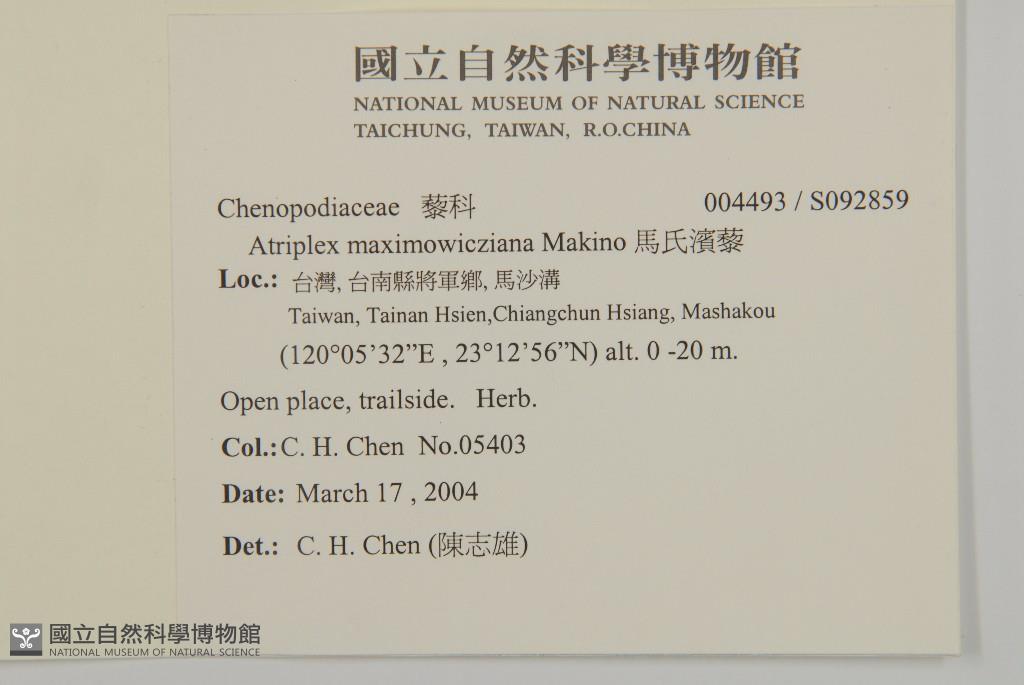 國立自然科學博物館
NATIONAL MUSEUM OF NATURAL SCIENCE
TAICHUNG, TAIWAN, R.O.CHINA
Chenopodiaceae 藜科 004493 / S092859
Atriplex maximowicziana Makino 馬氏濱藜
Loc.: 台灣, 台南縣將軍鄉, 馬沙溝
Taiwan, Tainan Hsien,Chiangchun Hsiang, Mashakou
(120°05’32”E , 23°12’56”N) alt. 0 -20 m.
Open place, trailside. Herb.
Col.:C. H. Chen No.05403
Date: March 17 , 2004
Det.: C. H. Chen (陳志雄)
國立自然科學博物館
NATIONAL MUSEUM OF NATURAL SCIENCE